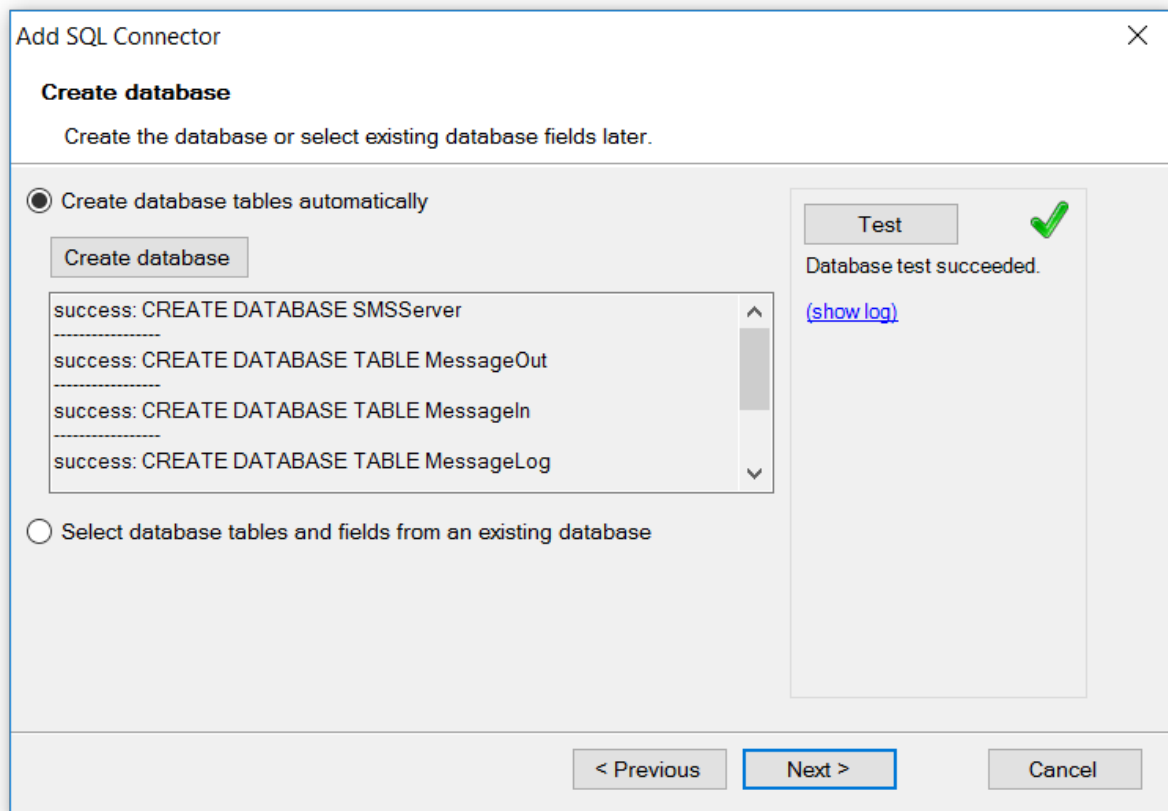 Add SQL Connector
Create database
Create the database or select existing database fields later.
Create database tables automatically
Create database
success: CREATE DATABASE SMSServer
-----------------
success: CREATE DATABASE TABLE MessageOut
-----------------
success: CREATE DATABASE TABLE MessageIn
-----------------
success: CREATE DATABASE TABLE MessageLog
Select database tables and fields from an existing database
Test
Database test succeeded.
(show log)
< Previous
Next >
Cancel